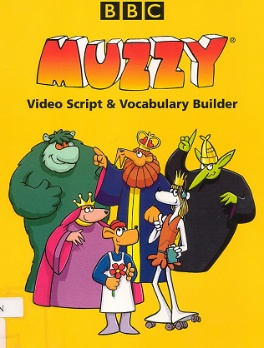 BBC
MUZZY®
Video Script & Vocabulary Builder
N